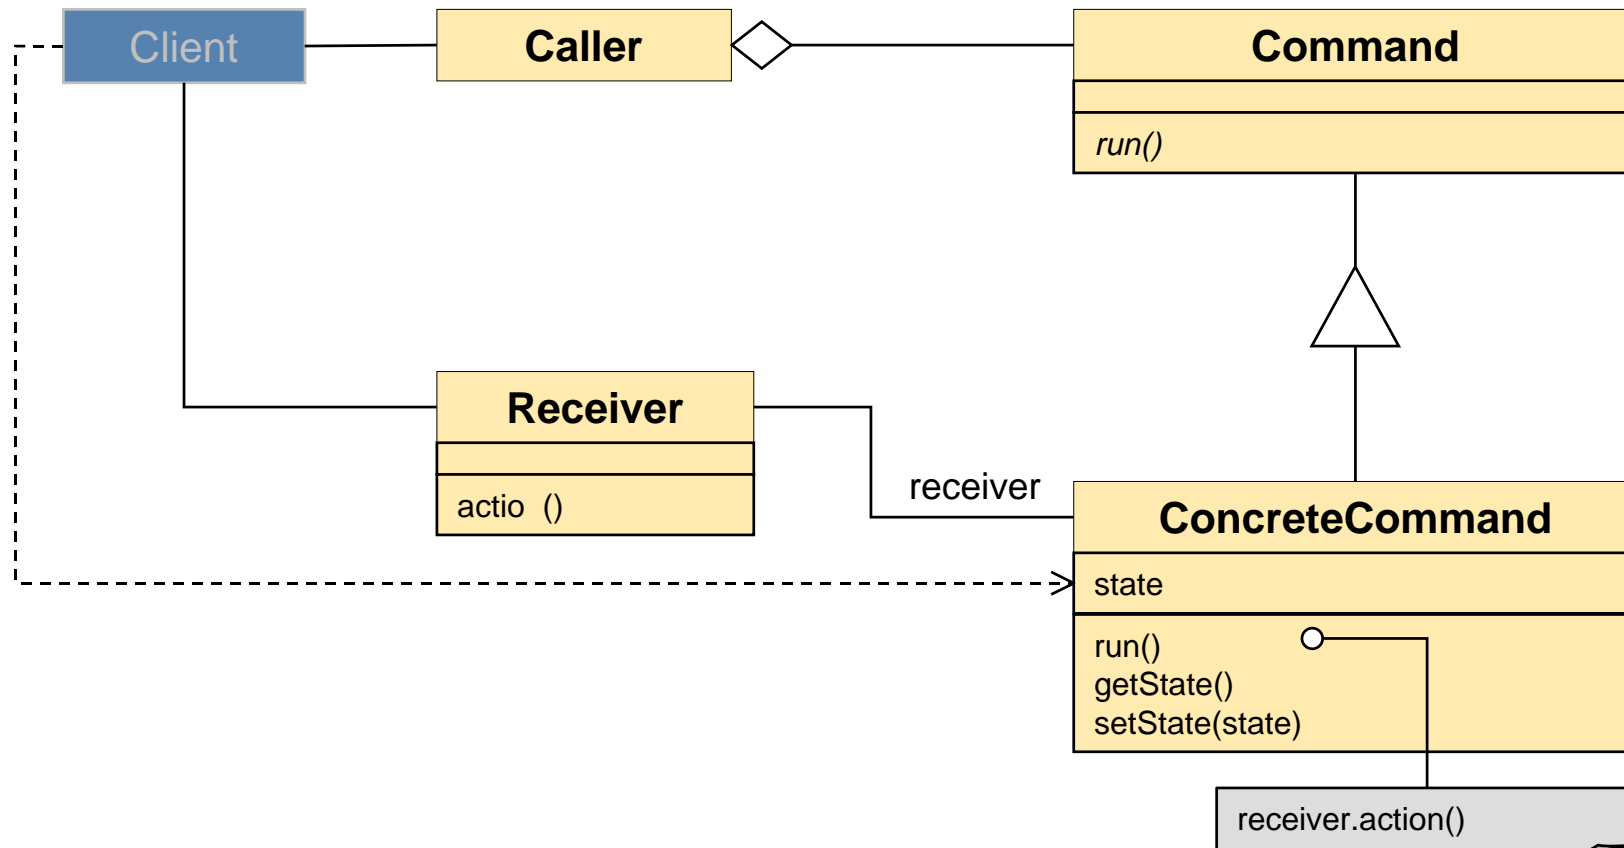 Client
Caller
Command
run()
Receiver
actio ()
receiver
ConcreteCommand
state
run()
getState()
setState(state)
receiver.action()